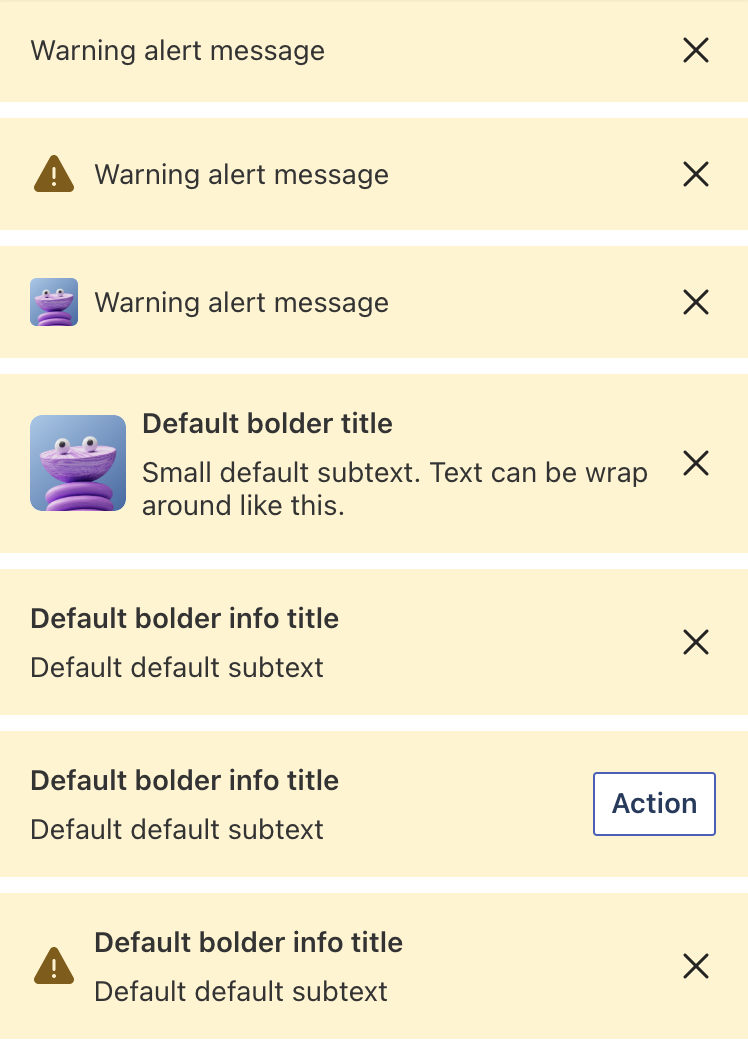 Warning alert message
Warning alert message
Warning alert message
Default bolder title
Small default subtext. Text can be wrap
around like this.
Default bolder info title
Default default subtext
Default bolder info title
Default default subtext
Action
Default bolder info title
Default default subtext